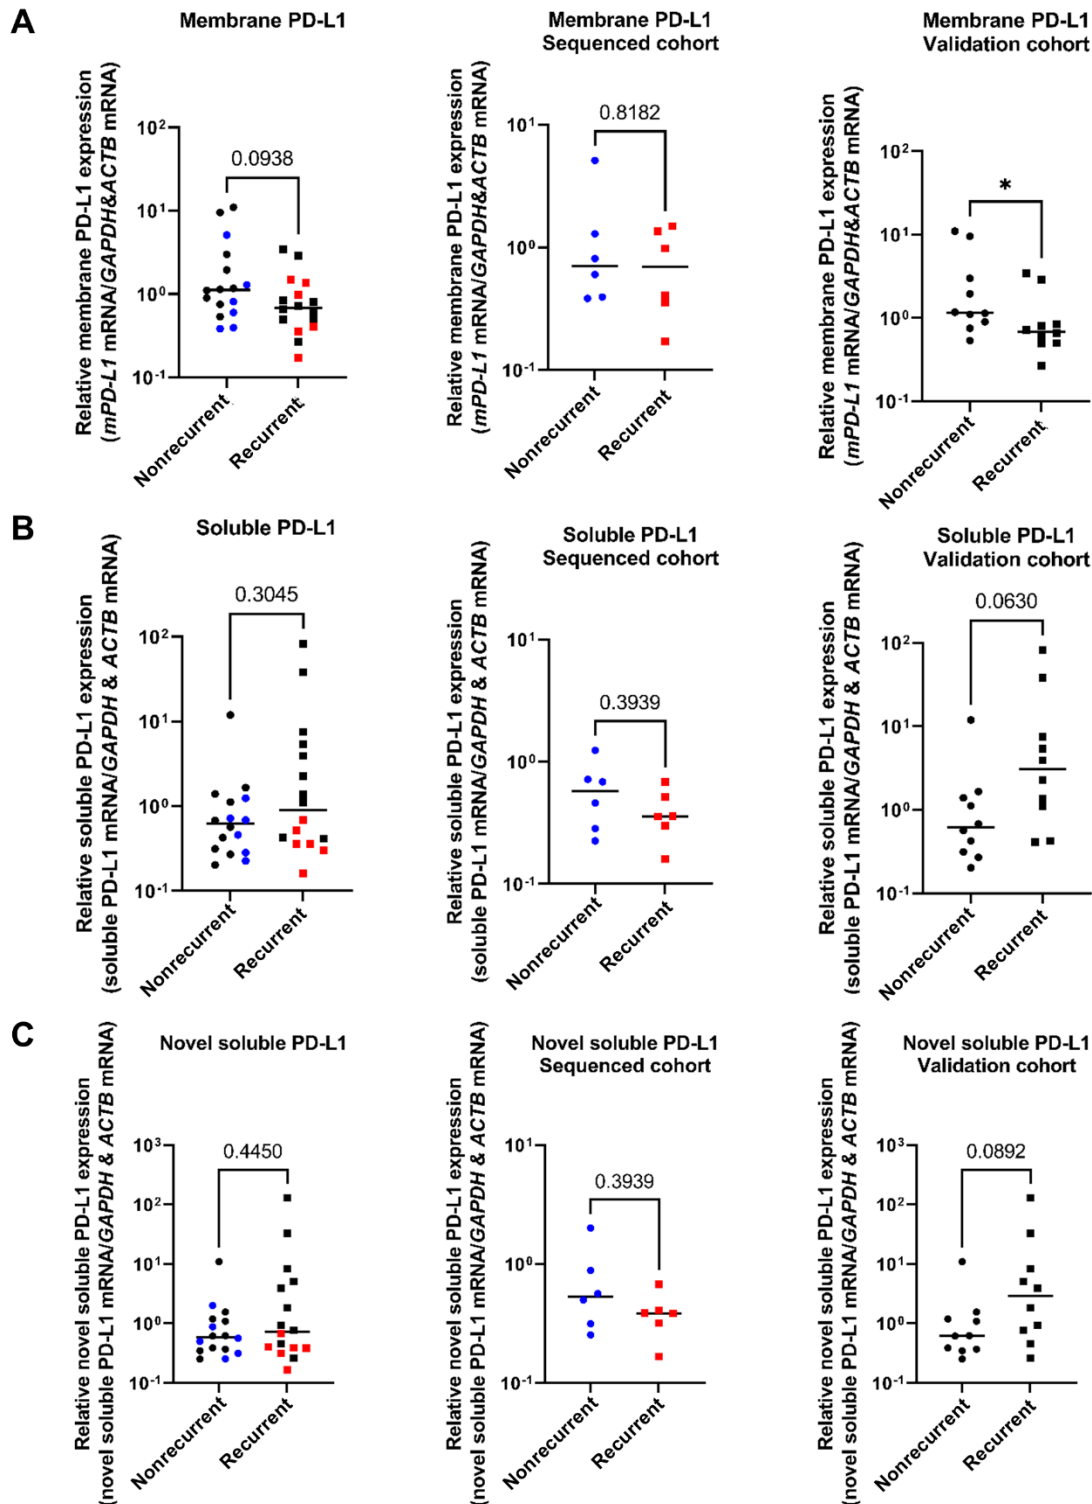 A
Membrane PD-L1
Relative membrane PD-L1 expression
(mPD-L1 mRNA/GAPDH&ACTB mRNA)
10²
10¹
10⁰
10⁻¹
0.0938
Nonrecurrent
Recurrent
Membrane PD-L1
Sequenced cohort
Relative membrane PD-L1 expression
(mPD-L1 mRNA/GAPDH&ACTB mRNA)
10¹
10⁰
10⁻¹
0.8182
Nonrecurrent
Recurrent
Membrane PD-L1
Validation cohort
Relative membrane PD-L1 expression
(mPD-L1 mRNA/GAPDH&ACTB mRNA)
10²
10¹
10⁰
10⁻¹
*
Nonrecurrent
Recurrent
B
Soluble PD-L1
Relative soluble PD-L1 expression
(soluble PD-L1 mRNA/GAPDH & ACTB mRNA)
10²
10¹
10⁰
10⁻¹
0.3045
Nonrecurrent
Recurrent
Soluble PD-L1
Sequenced cohort
Relative soluble PD-L1 expression
(soluble PD-L1 mRNA/GAPDH & ACTB mRNA)
10¹
10⁰
10⁻¹
0.3939
Nonrecurrent
Recurrent
Soluble PD-L1
Validation cohort
Relative soluble PD-L1 expression
(soluble PD-L1 mRNA/GAPDH & ACTB mRNA)
10²
10¹
10⁰
10⁻¹
0.0630
Nonrecurrent
Recurrent
C
Novel soluble PD-L1
Relative novel soluble PD-L1 expression
(novel soluble PD-L1 mRNA/GAPDH & ACTB mRNA)
10³
10²
10¹
10⁰
10⁻¹
0.4450
Nonrecurrent
Recurrent
Novel soluble PD-L1
Sequenced cohort
Relative novel soluble PD-L1 expression
(novel soluble PD-L1 mRNA/GAPDH & ACTB mRNA)
10¹
10⁰
10⁻¹
0.3939
Nonrecurrent
Recurrent
Novel soluble PD-L1
Validation cohort
Relative novel soluble PD-L1 expression
(novel soluble PD-L1 mRNA/GAPDH & ACTB mRNA)
10³
10²
10¹
10⁰
10⁻¹
0.0892
Nonrecurrent
Recurrent